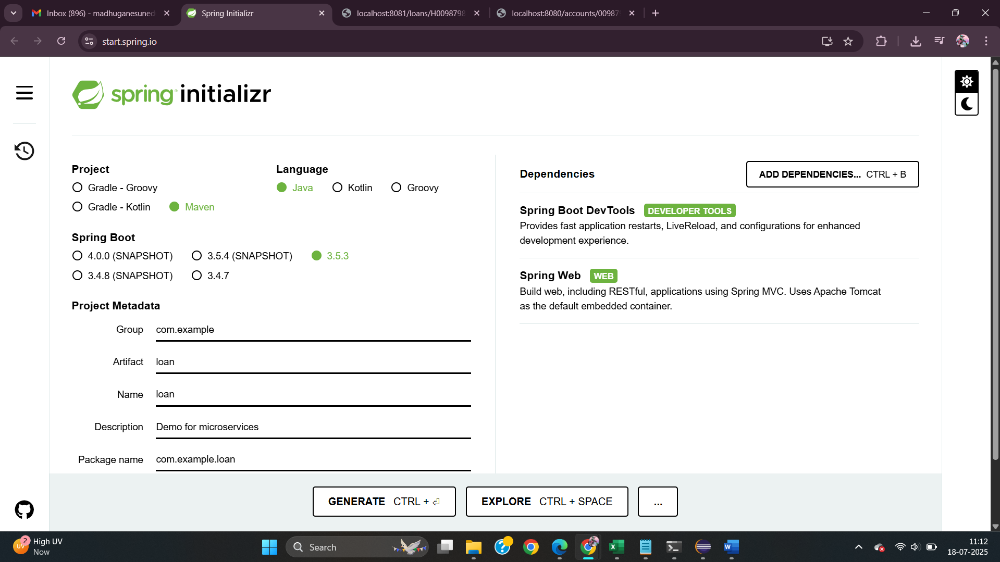 Inbox (896) - madhuganesuned
Spring Initializr
localhost:8081/loans/H0098798
localhost:8080/accounts/00987
start.spring.io
spring initializr
Project
Gradle - Groovy
Gradle - Kotlin
Maven
Language
Java
Kotlin
Groovy
Spring Boot
4.0.0 (SNAPSHOT)
3.5.4 (SNAPSHOT)
3.5.3
3.4.8 (SNAPSHOT)
3.4.7
Project Metadata
Group
com.example
Artifact
loan
Name
loan
Description
Demo for microservices
Package name
com.example.loan
Dependencies
ADD DEPENDENCIES... CTRL + B
Spring Boot DevTools DEVELOPER TOOLS
Provides fast application restarts, LiveReload, and configurations for enhanced
development experience.
Spring Web WEB
Build web, including RESTful, applications using Spring MVC. Uses Apache Tomcat
as the default embedded container.
GENERATE CTRL + ⏎
EXPLORE CTRL + SPACE
...
UV
2
High UV
Now
Search
11:12
18-07-2025